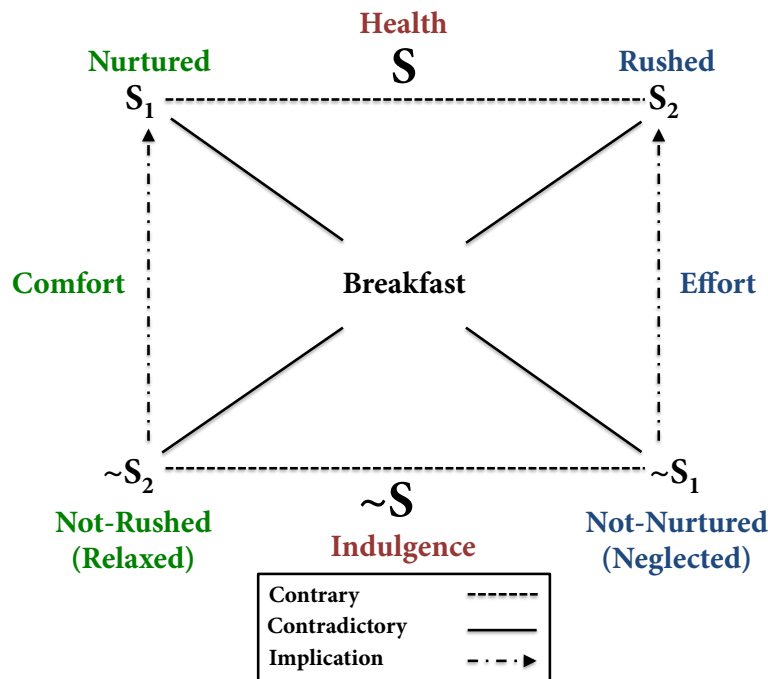 Health
Nurtured S Rushed
S₁ S₂
Comfort Breakfast Effort
~S₂ ~S₁
~S
Not-Rushed Not-Nurtured
(Relaxed) Indulgence (Neglected)
Contrary
Contradictory
Implication